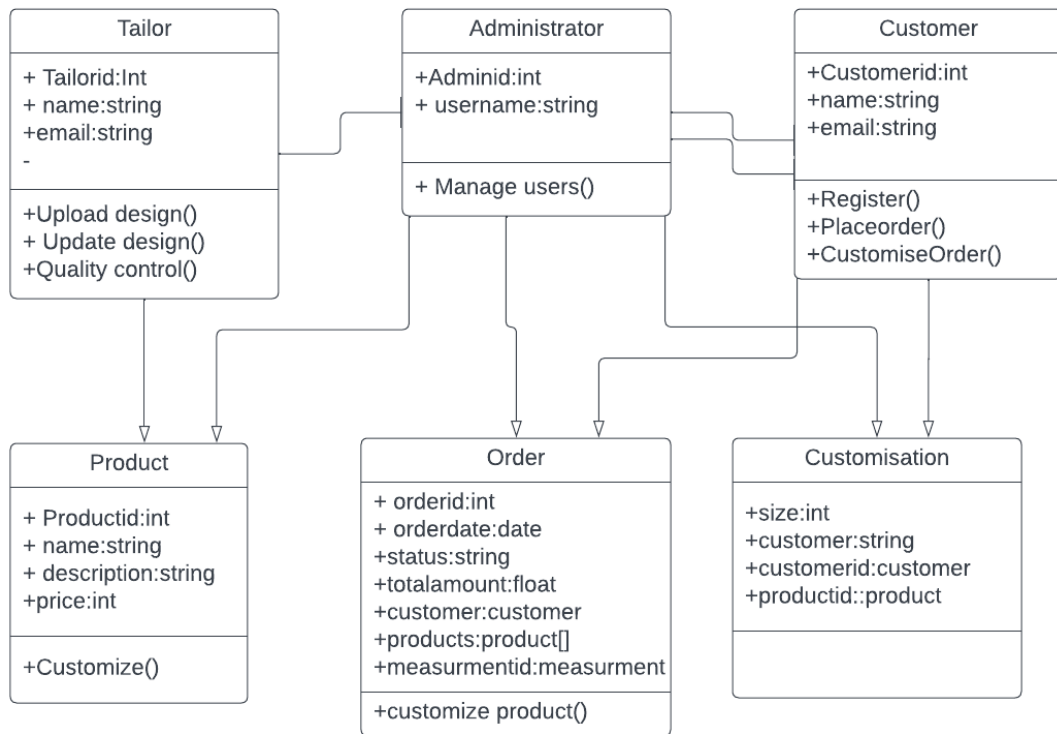 Tailor
+ Tailorid:Int
+ name:string
+email:string
-
+Upload design()
+ Update design()
+Quality control()
Administrator
+Adminid:int
+ username:string
+ Manage users()
Customer
+Customerid:int
+name:string
+email:string
+Register()
+Placeorder()
+CustomiseOrder()
Product
+ Productid:int
+ name:string
+ description:string
+price:int
+Customize()
Order
+ orderid:int
+ orderdate:date
+status:string
+totalamount:float
+customer:customer
+products:product[]
+measurmentid:measurment
+customize product()
Customisation
+size:int
+customer:string
+customerid:customer
+productid::product